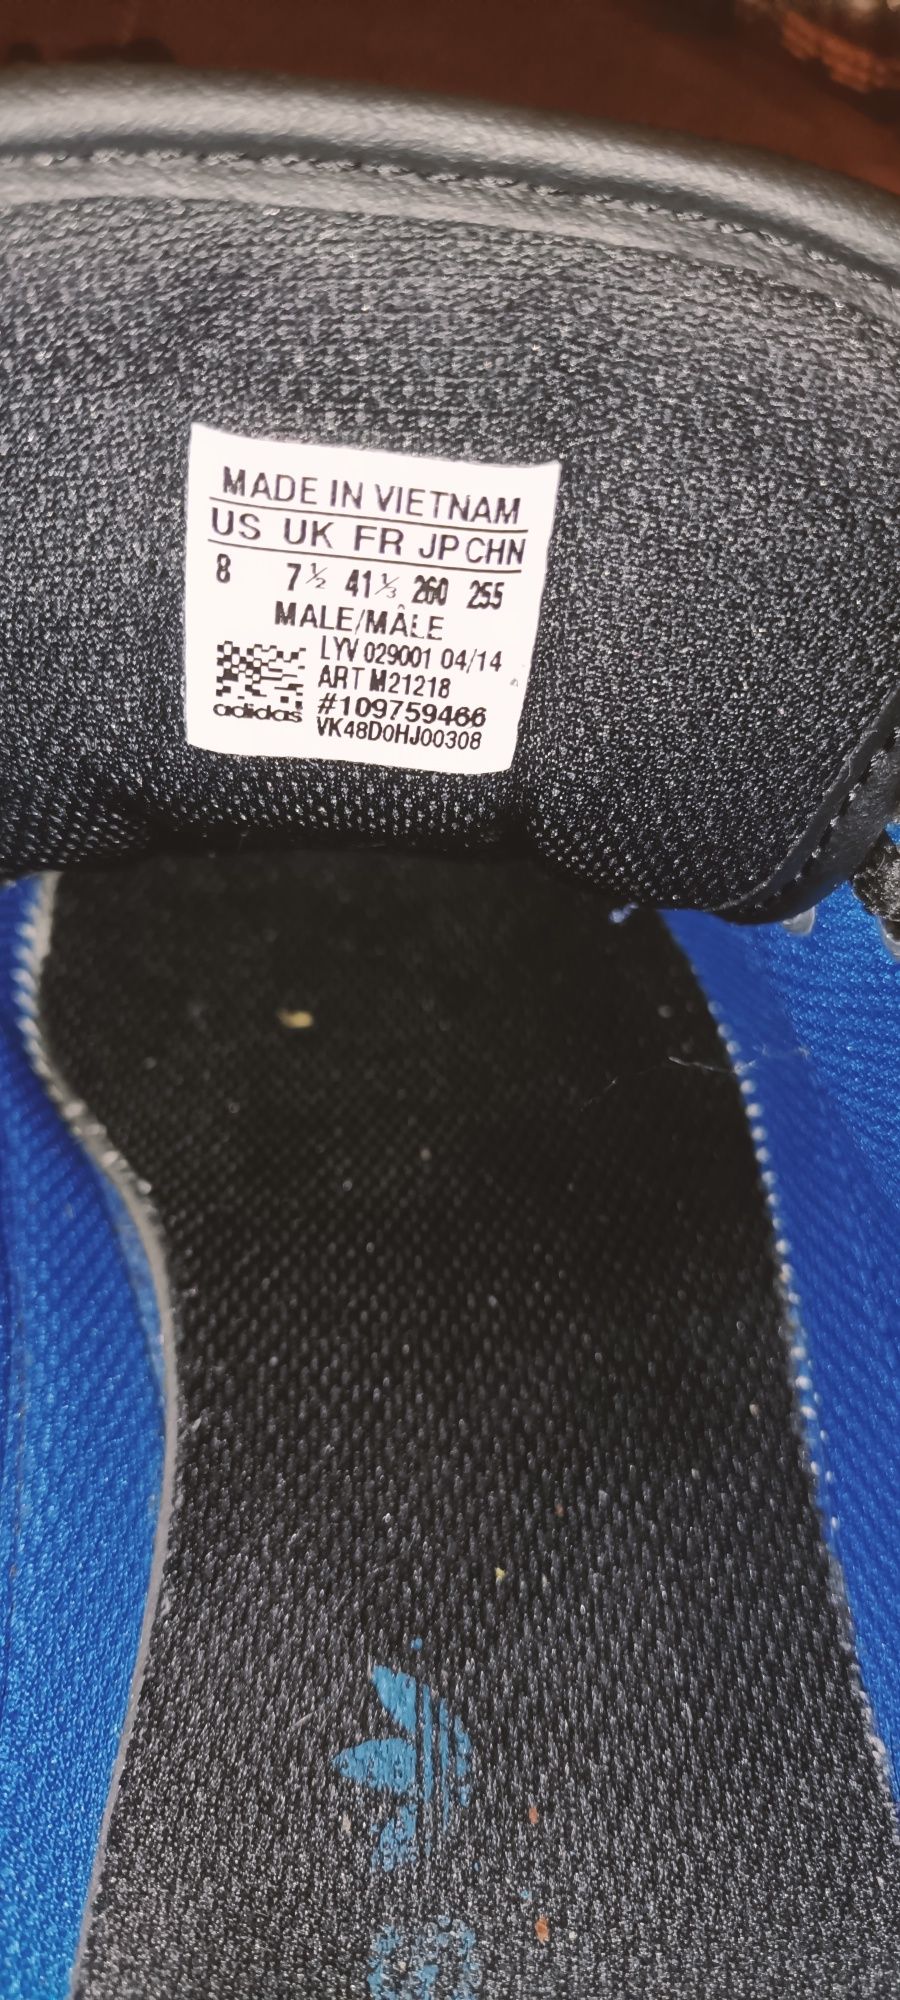 MADE IN VIETNAM
US UK FR JP CHN
8 7½ 41⅓ 260 255
MALE/MÂLE
LYV 029001 04/14
ART M21218
#109759466
VK48D0HJ00308
adidas